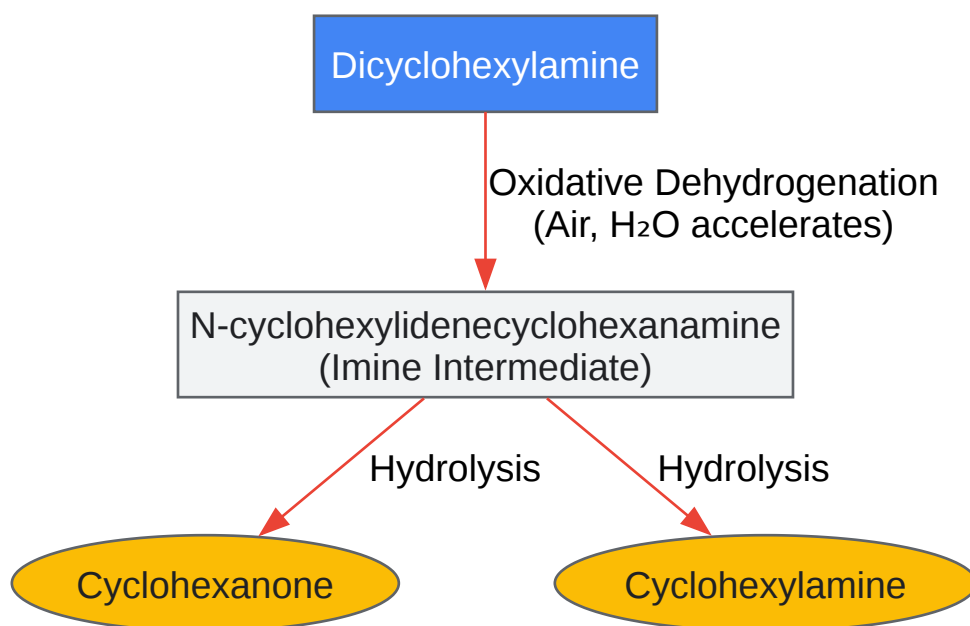 Dicyclohexylamine
Oxidative Dehydrogenation
(Air, H₂O accelerates)
N-cyclohexylidenecyclohexanamine
(Imine Intermediate)
Hydrolysis
Hydrolysis
Cyclohexanone
Cyclohexylamine